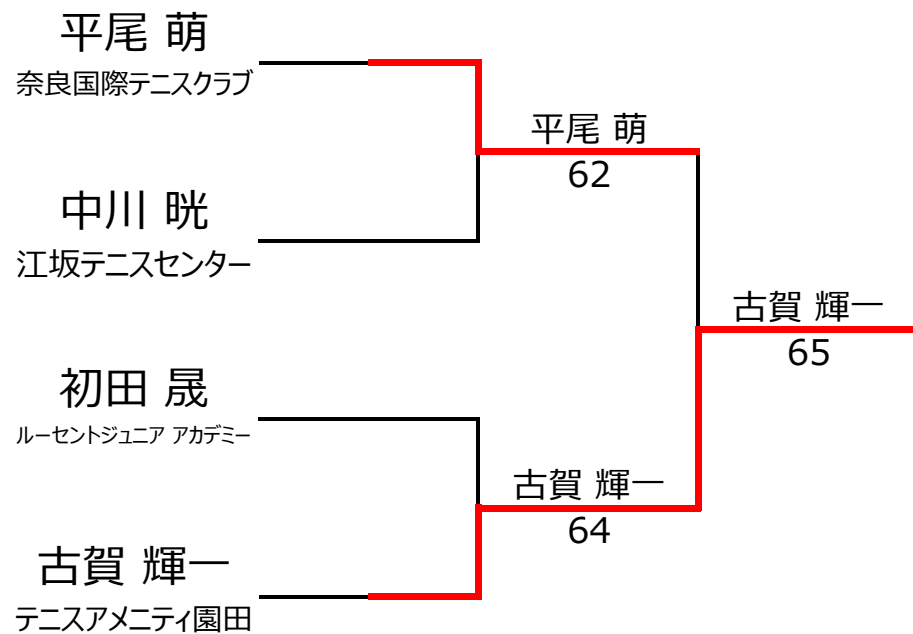 平尾 萌
奈良国際テニスクラブ
平尾 萌
62
中川 晄
江坂テニスセンター
古賀 輝一
65
初田 晟
ルーセントジュニア アカデミー
古賀 輝一
64
古賀 輝一
テニスアメニティ園田